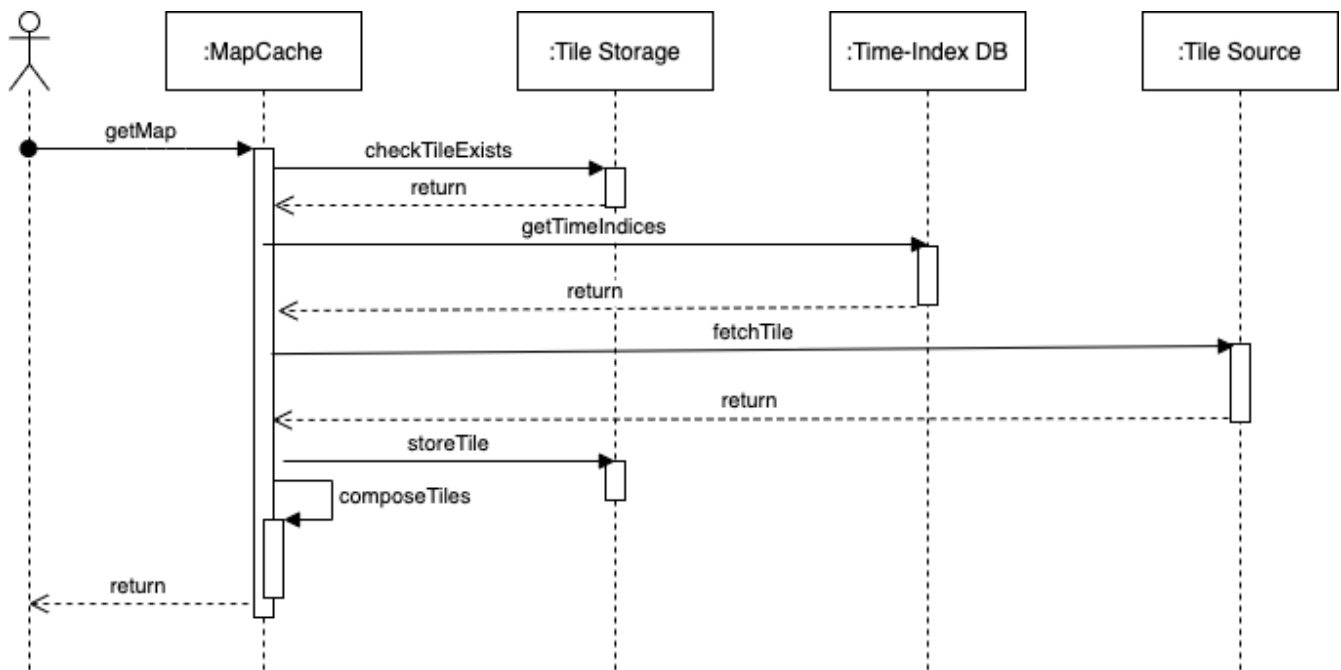 :MapCache
:Tile Storage
:Time-Index DB
:Tile Source
getMap
checkTileExists
return
getTimeIndices
return
fetchTile
return
storeTile
composeTiles
return